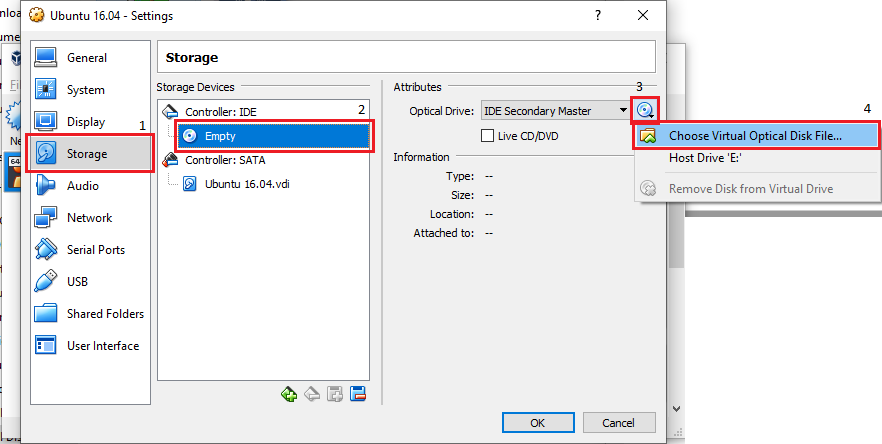 Ubuntu 16.04 - Settings
?
General
System
Display
1
Storage
Audio
Network
Serial Ports
USB
Shared Folders
User Interface
Storage
Storage Devices
Controller: IDE
2
Empty
Controller: SATA
Ubuntu 16.04.vdi
Attributes
3
Optical Drive:
IDE Secondary Master
Live CD/DVD
Information
Type: --
Size: --
Location: --
Attached to: --
4
Choose Virtual Optical Disk File...
Host Drive 'E:'
Remove Disk from Virtual Drive
OK
Cancel